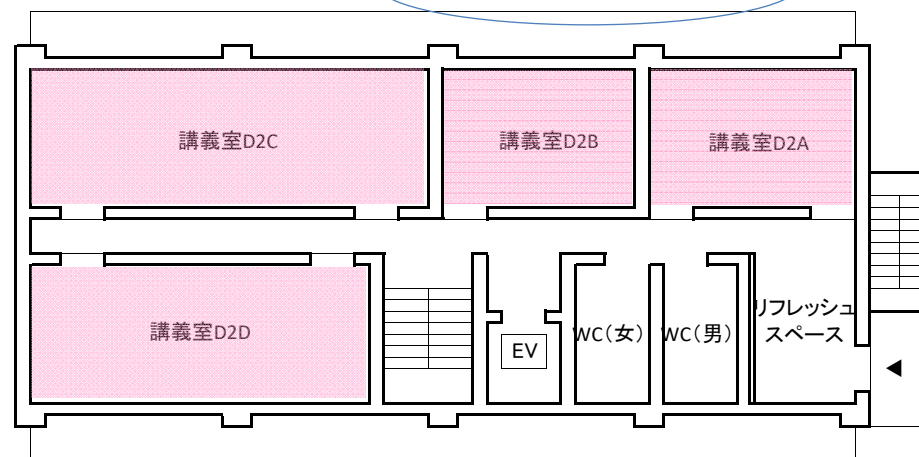 講義室D2C
講義室D2B
講義室D2A
講義室D2D
EV
WC(女)
WC(男)
リフレッシュ
スペース